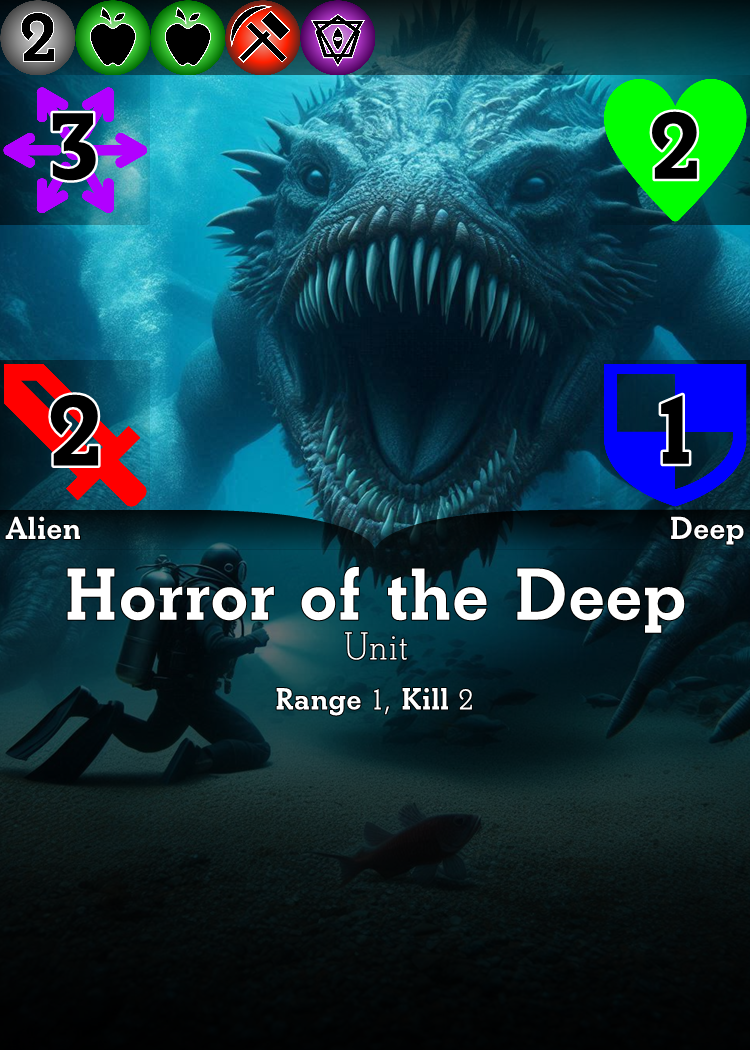 2
3
2
2
1
Alien
Deep
Horror of the Deep
Unit
Range 1, Kill 2